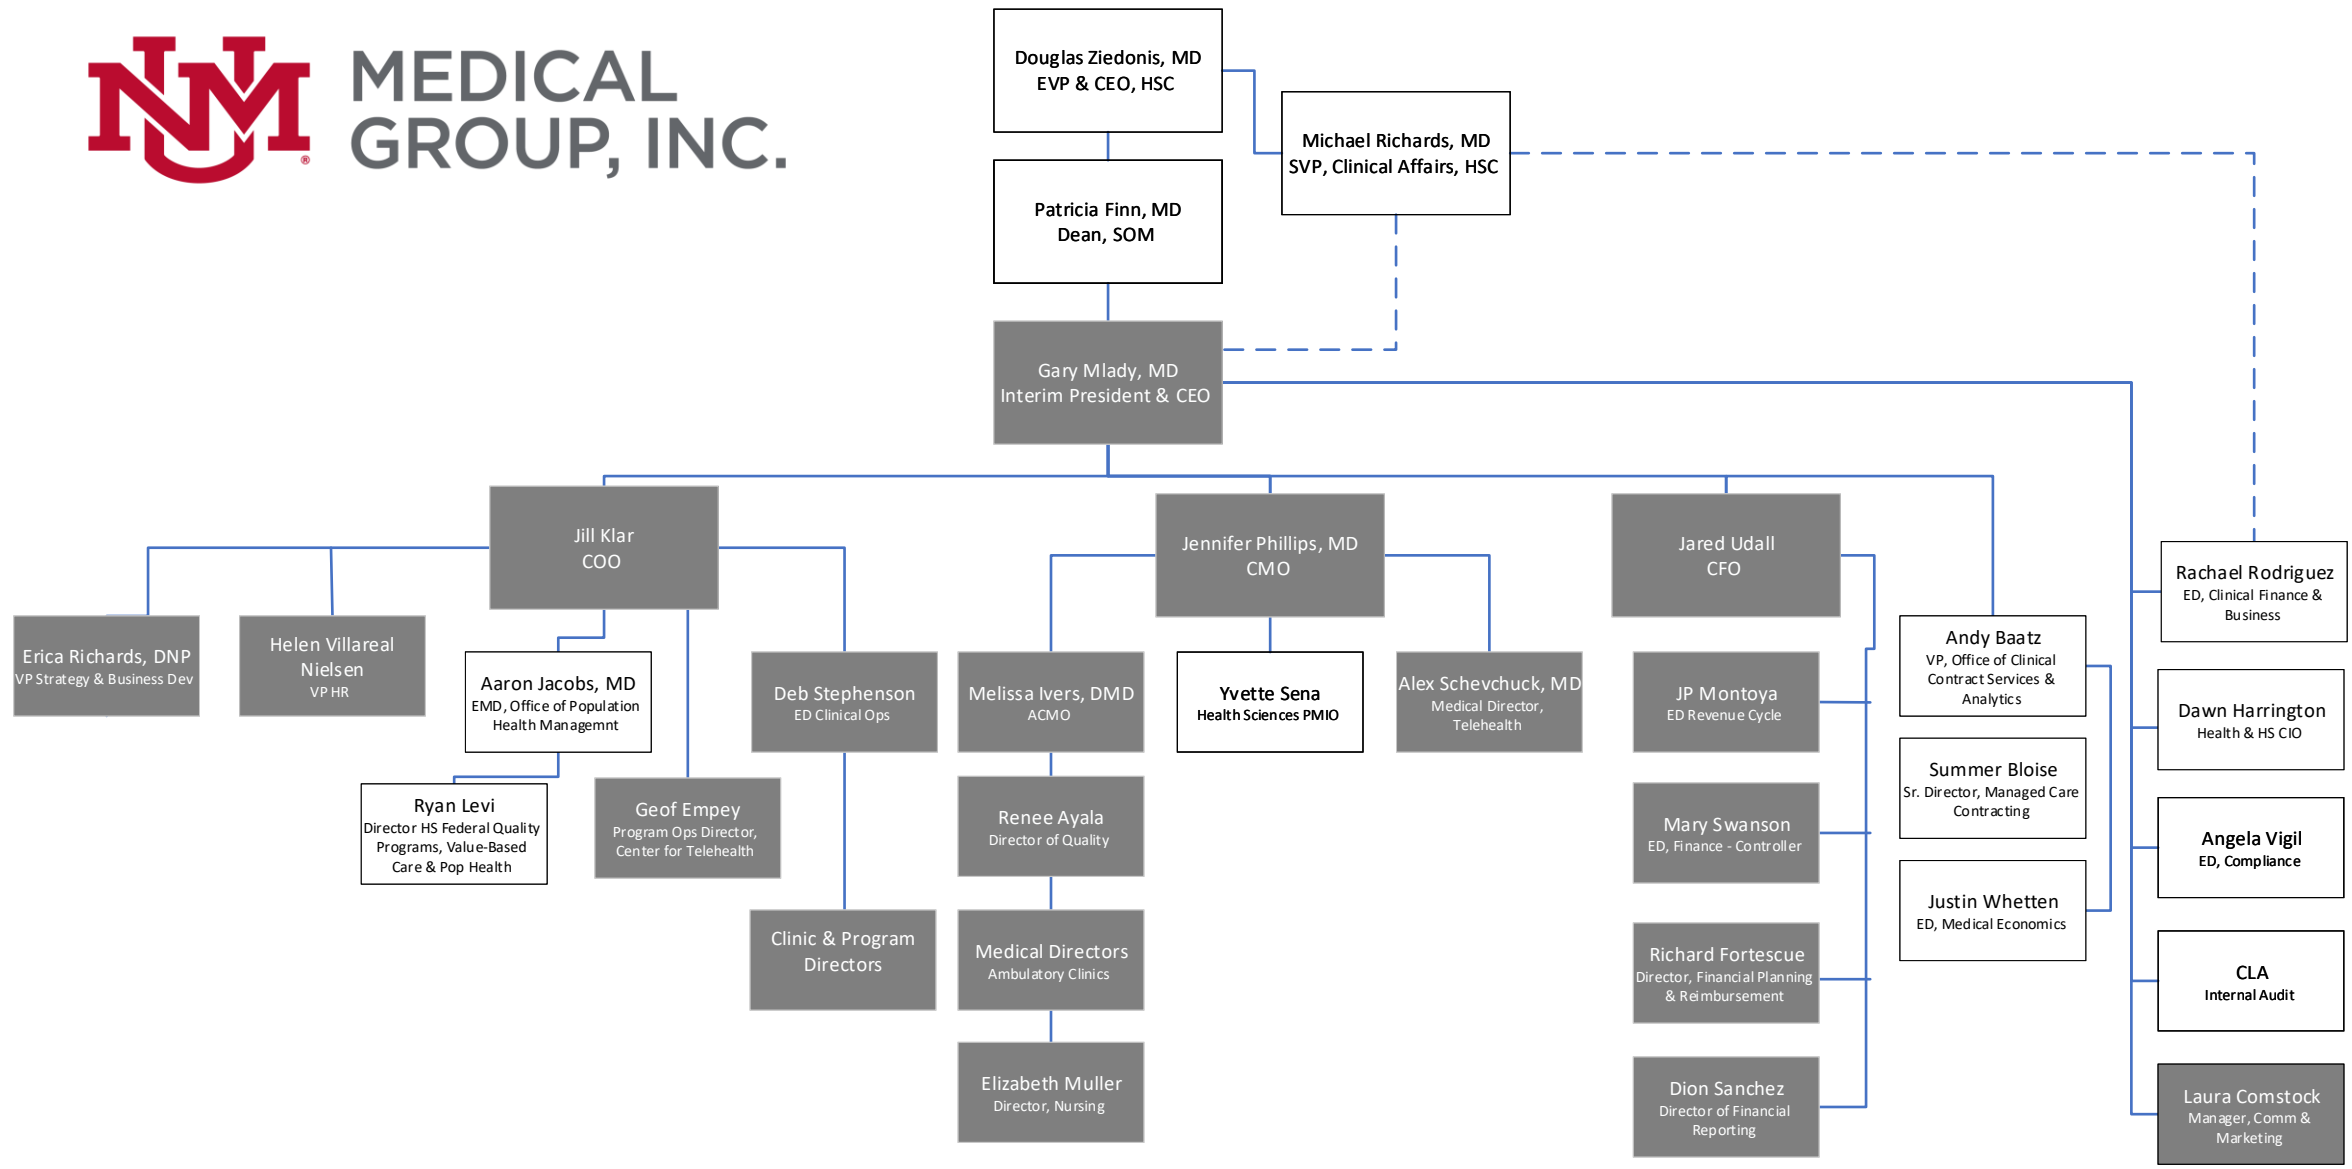 UNM
MEDICAL
GROUP, INC.
®
Douglas Ziedonis, MD
EVP & CEO, HSC
Michael Richards, MD
SVP, Clinical Affairs, HSC
Patricia Finn, MD
Dean, SOM
Gary Mlady, MD
Interim President & CEO
Jill Klar
COO
Jennifer Phillips, MD
CMO
Jared Udall
CFO
Rachael Rodriguez
ED, Clinical Finance &
Business
Erica Richards, DNP
VP Strategy & Business Dev
Helen Villareal
Nielsen
VP HR
Aaron Jacobs, MD
EMD, Office of Population
Health Managemnt
Deb Stephenson
ED Clinical Ops
Melissa Ivers, DMD
ACMO
Yvette Sena
Health Sciences PMIO
Alex Schevchuck, MD
Medical Director,
Telehealth
JP Montoya
ED Revenue Cycle
Andy Baatz
VP, Office of Clinical
Contract Services &
Analytics
Dawn Harrington
Health & HS CIO
Ryan Levi
Director HS Federal Quality
Programs, Value-Based
Care & Pop Health
Geof Empey
Program Ops Director,
Center for Telehealth
Renee Ayala
Director of Quality
Mary Swanson
ED, Finance - Controller
Summer Bloise
Sr. Director, Managed Care
Contracting
Angela Vigil
ED, Compliance
Clinic & Program
Directors
Medical Directors
Ambulatory Clinics
Richard Fortescue
Director, Financial Planning
& Reimbursement
Justin Whetten
ED, Medical Economics
CLA
Internal Audit
Elizabeth Muller
Director, Nursing
Dion Sanchez
Director of Financial
Reporting
Laura Comstock
Manager, Comm &
Marketing